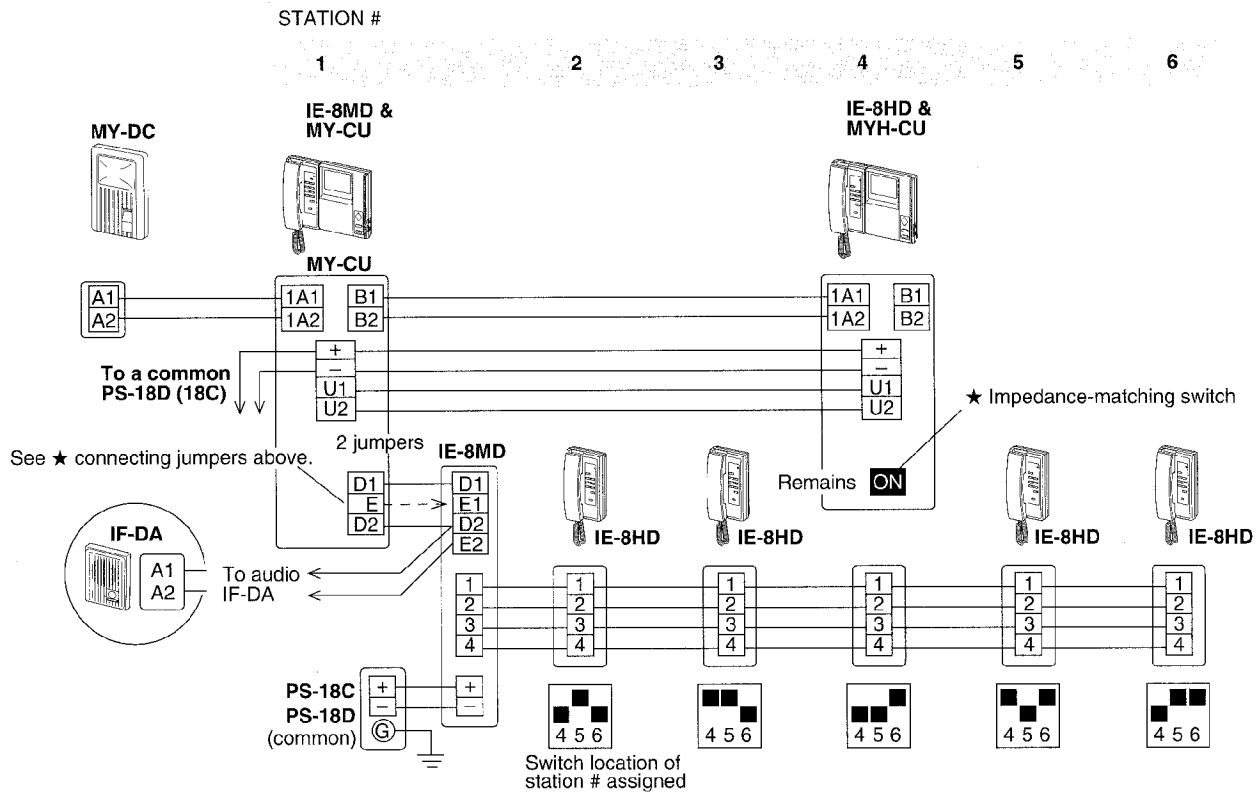 STATION #
1 2 3 4 5 6
MY-DC
IE-8MD &
MY-CU
IE-8HD &
MYH-CU
MY-CU
A1
A2
1A1 B1
1A2 B2
+
–
U1
U2
1A1 B1
1A2 B2
+
–
U1
U2
To a common
PS-18D (18C)
★ Impedance-matching switch
Remains ON
2 jumpers
See ★ connecting jumpers above.
D1
E
D2
IE-8MD
D1
E1
D2
E2
IF-DA
A1
A2
To audio
IF-DA
IE-8HD
IE-8HD
IE-8HD
IE-8HD
1 1 1 1 1 1
2 2 2 2 2 2
3 3 3 3 3 3
4 4 4 4 4 4
PS-18C
PS-18D
(common)
+
–
G
+
–
4 5 6
4 5 6
4 5 6
4 5 6
4 5 6
Switch location of
station # assigned